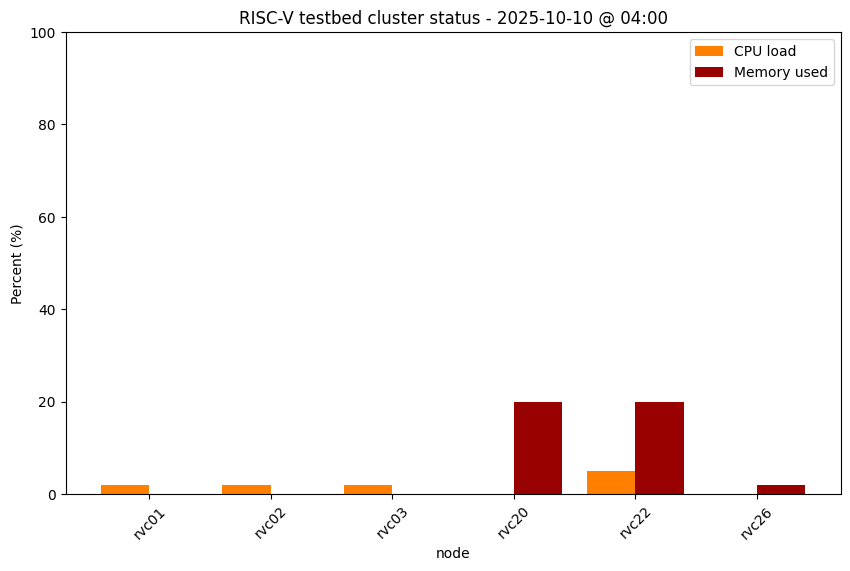 RISC-V testbed cluster status - 2025-10-10 @ 04:00
CPU load
Memory used
Percent (%)
100
80
60
40
20
0
rvc01
rvc02
rvc03
rvc20
rvc22
rvc26
node